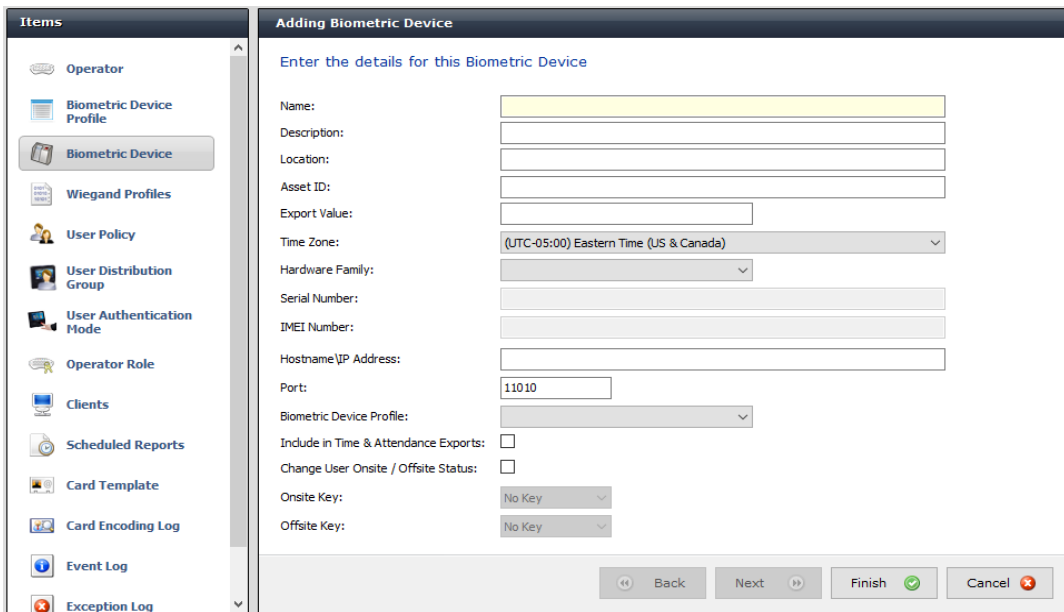 Items
Operator
Biometric Device
Profile
Biometric Device
Wiegand Profiles
User Policy
User Distribution
Group
User Authentication
Mode
Operator Role
Clients
Scheduled Reports
Card Template
Card Encoding Log
Event Log
Exception Log
Adding Biometric Device
Enter the details for this Biometric Device
Name:
Description:
Location:
Asset ID:
Export Value:
Time Zone: (UTC-05:00) Eastern Time (US & Canada)
Hardware Family:
Serial Number:
IMEI Number:
Hostname\IP Address:
Port: 11010
Biometric Device Profile:
Include in Time & Attendance Exports:
Change User Onsite / Offsite Status:
Onsite Key: No Key
Offsite Key: No Key
Back Next Finish Cancel